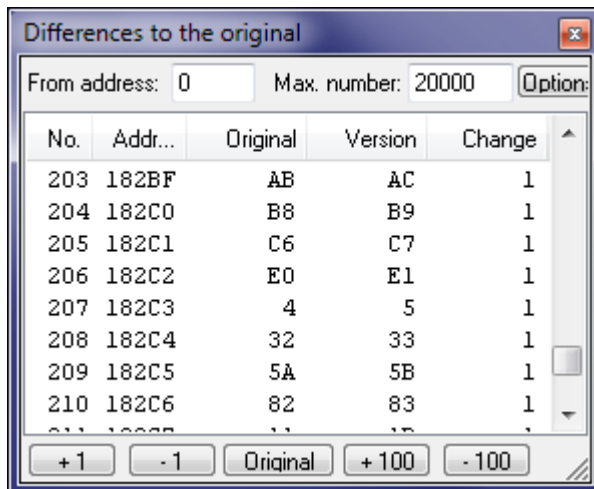 Differences to the original
From address: 0 Max. number: 20000 Option
No. Addr... Original Version Change
203 182BF AB AC 1
204 182C0 B8 B9 1
205 182C1 C6 C7 1
206 182C2 E0 E1 1
207 182C3 4 5 1
208 182C4 32 33 1
209 182C5 5A 5B 1
210 182C6 82 83 1
+ 1 - 1 Original + 100 - 100